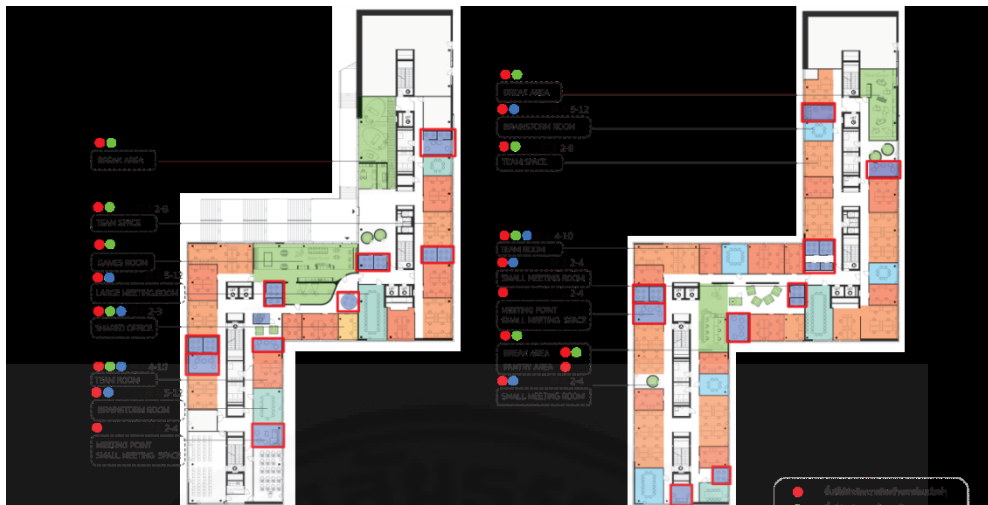 BREAK AREA
2-8
TEAM SPACE
GAMES ROOM
5-12
LARGE MEETING ROOM
2-3
SHARED OFFICE
4-10
TEAM ROOM
5-12
BRAINSTORM ROOM
2-4
MEETING POINT
SMALL MEETING SPACE
BREAK AREA
5-12
BRAINSTORM ROOM
2-8
TEAM SPACE
4-10
TEAM ROOM
2-4
SMALL MEETING ROOM
2-4
MEETING POINT
SMALL MEETING SPACE
BREAK AREA
PANTRY AREA
2-4
SMALL MEETING ROOM